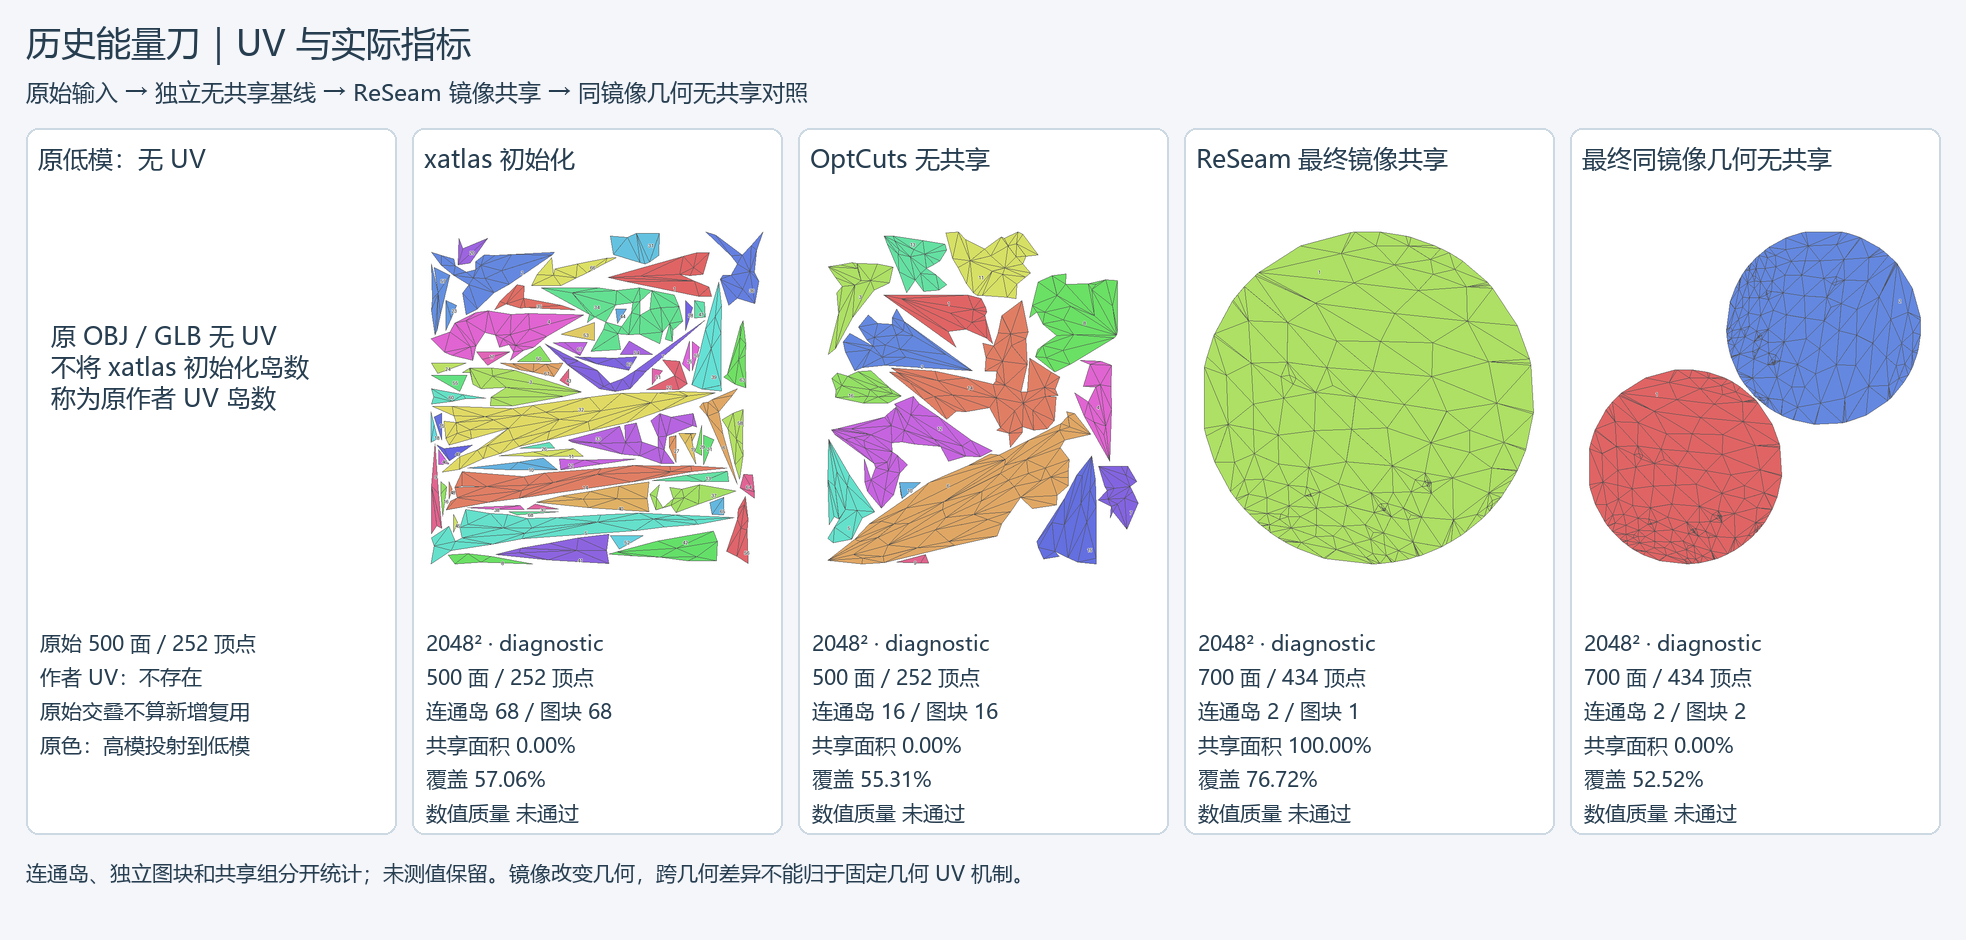 历史能量刀｜UV 与实际指标
原始输入 → 独立无共享基线 → ReSeam 镜像共享 → 同镜像几何无共享对照
原低模：无 UV
原 OBJ / GLB 无 UV
不将 xatlas 初始化岛数
称为原作者 UV 岛数
原始 500 面 / 252 顶点
作者 UV：不存在
原始交叠不算新增复用
原色：高模投射到低模
xatlas 初始化
2048² · diagnostic
500 面 / 252 顶点
连通岛 68 / 图块 68
共享面积 0.00%
覆盖 57.06%
数值质量 未通过
OptCuts 无共享
2048² · diagnostic
500 面 / 252 顶点
连通岛 16 / 图块 16
共享面积 0.00%
覆盖 55.31%
数值质量 未通过
ReSeam 最终镜像共享
2048² · diagnostic
700 面 / 434 顶点
连通岛 2 / 图块 1
共享面积 100.00%
覆盖 76.72%
数值质量 未通过
最终同镜像几何无共享
2048² · diagnostic
700 面 / 434 顶点
连通岛 2 / 图块 2
共享面积 0.00%
覆盖 52.52%
数值质量 未通过
连通岛、独立图块和共享组分开统计；未测值保留。镜像改变几何，跨几何差异不能归于固定几何 UV 机制。